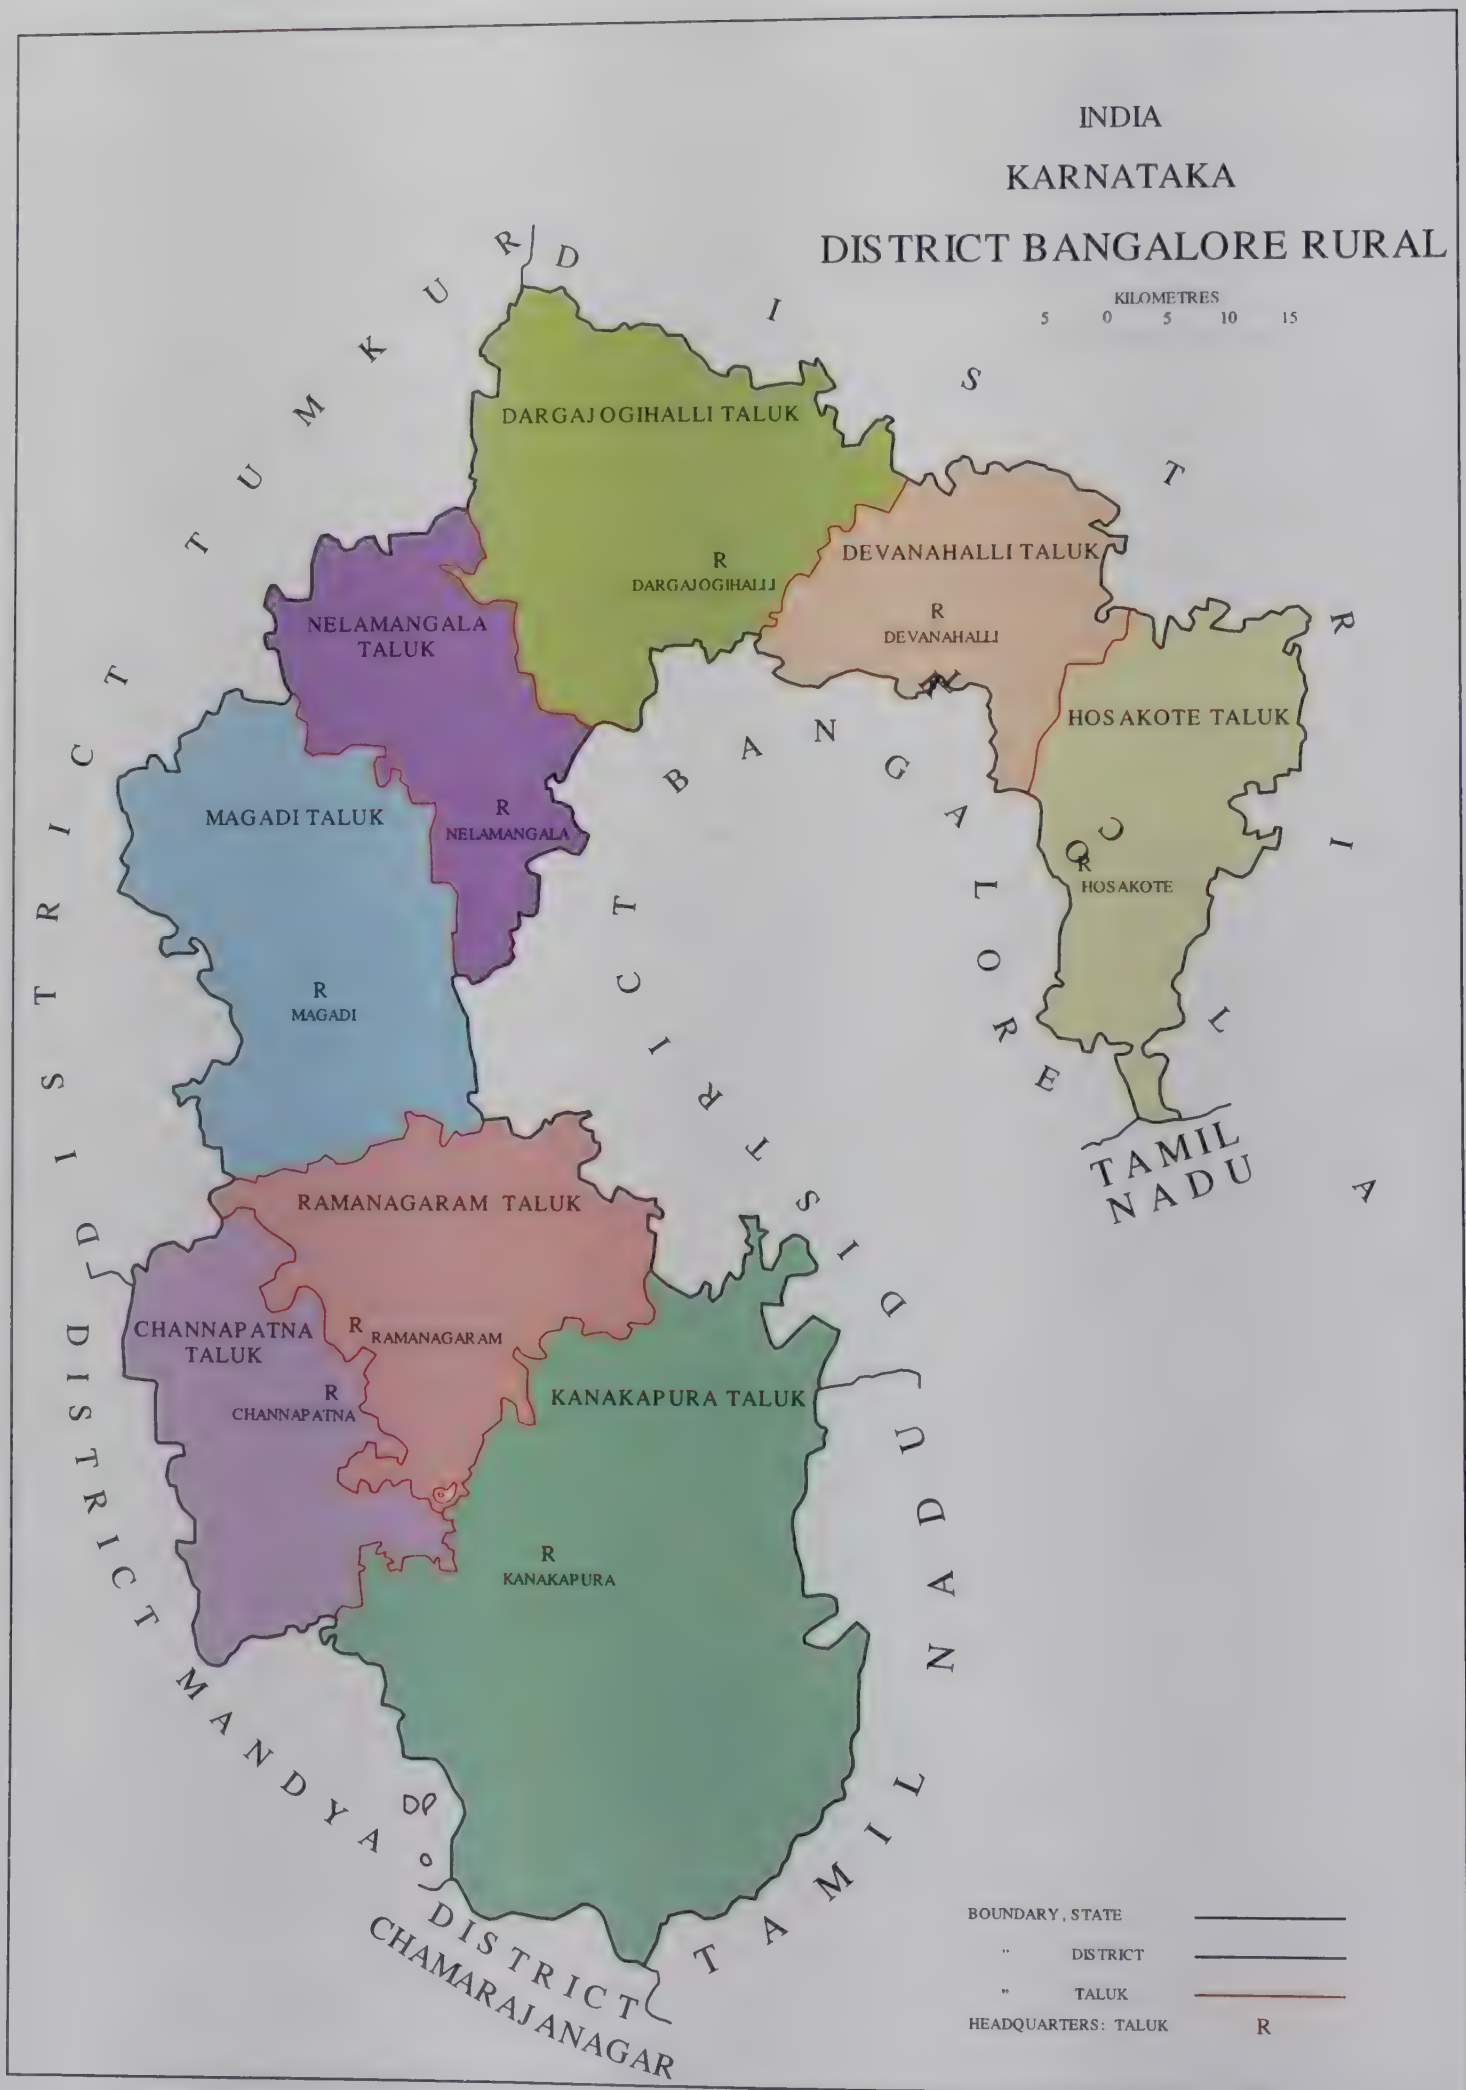 INDIA
KARNATAKA
DISTRICT BANGALORE RURAL
KILOMETRES
5 0 5 10 15
DISTRICT TUMKUR
DISTRICT KOLAR
DARGAJOGIHALLI TALUK
R
DARGAJOGIHALLI
DEVANAHALLI TALUK
R
DEVANAHALLI
NELAMANGALA
TALUK
R
NELAMANGALA
HOSAKOTE TALUK
R
HOSAKOTE
MAGADI TALUK
R
MAGADI
DISTRICT BANGALORE
TAMIL
NADU
RAMANAGARAM TALUK
R
RAMANAGARAM
CHANNAPATNA
TALUK
R
CHANNAPATNA
KANAKAPURA TALUK
R
KANAKAPURA
DISTRICT MANDYA
TAMIL NADU
DISTRICT
CHAMARAJANAGAR
BOUNDARY, STATE
" DISTRICT
" TALUK
HEADQUARTERS: TALUK R